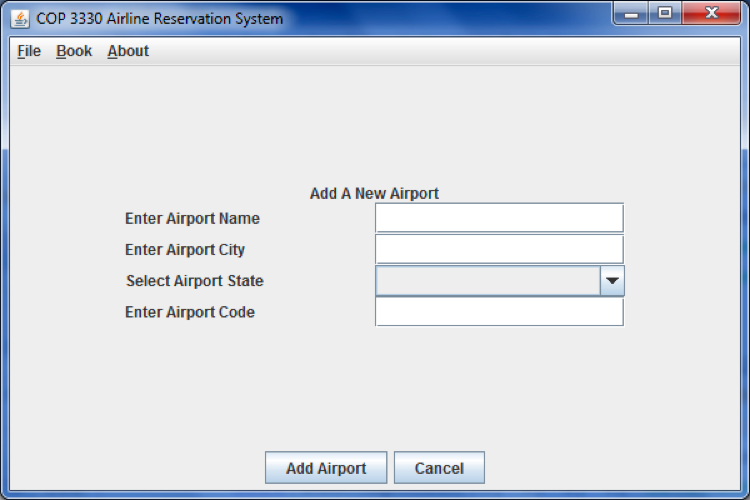 COP 3330 Airline Reservation System
File Book About
Add A New Airport
Enter Airport Name
Enter Airport City
Select Airport State
Enter Airport Code
Add Airport Cancel